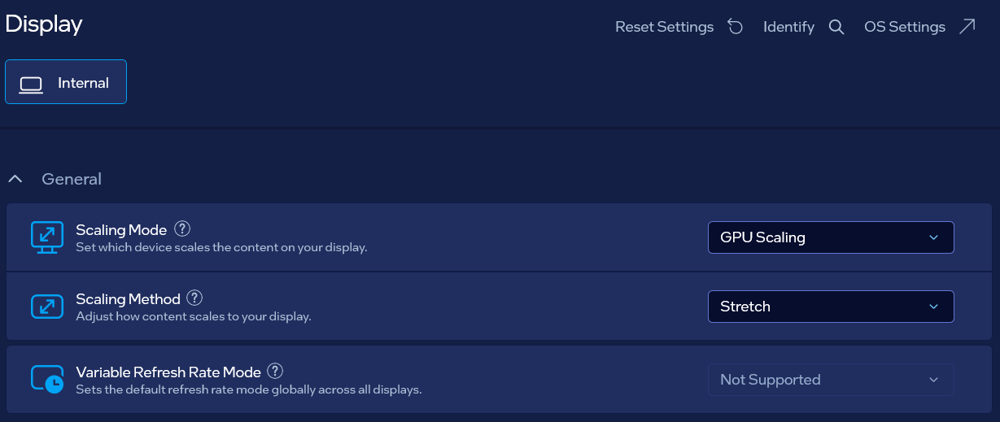 Display
Reset Settings
Identify
OS Settings
Internal
General
Scaling Mode ?
Set which device scales the content on your display.
GPU Scaling
Scaling Method ?
Adjust how content scales to your display.
Stretch
Variable Refresh Rate Mode ?
Sets the default refresh rate mode globally across all displays.
Not Supported